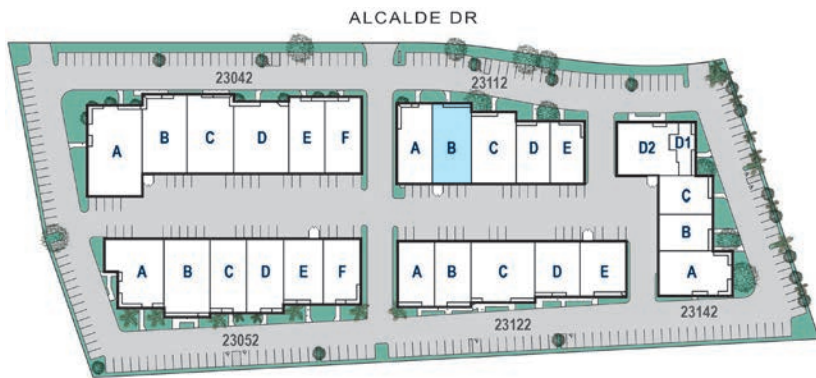 ALCALDE DR
23042
23112
A B C D E F
A B C D E
D2 D1
C
B
A
A B C D E F
A B C D E
23052
23122
23142